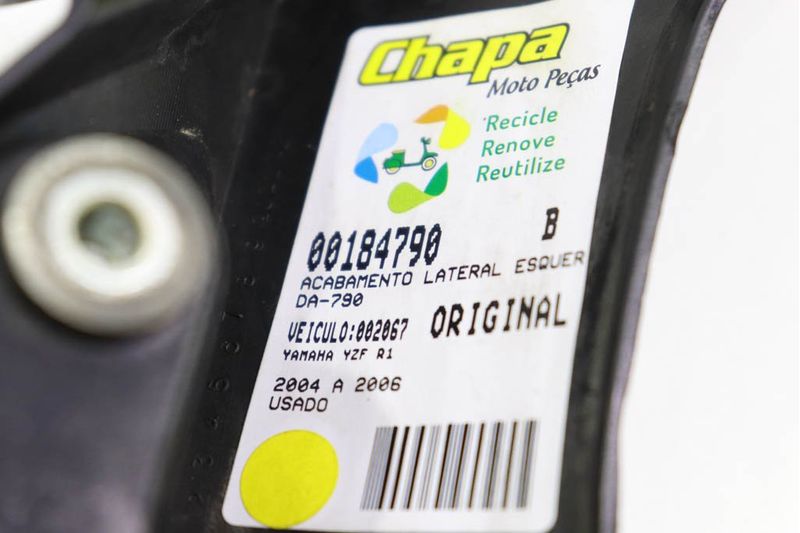 Chapa
Moto Peças
Recicle
Renove
Reutilize
00184790 B
ACABAMENTO LATERAL ESQUER
DA-790
VEICULO:002067 ORIGINAL
YAMAHA YZF R1
2004 A 2006
USADO